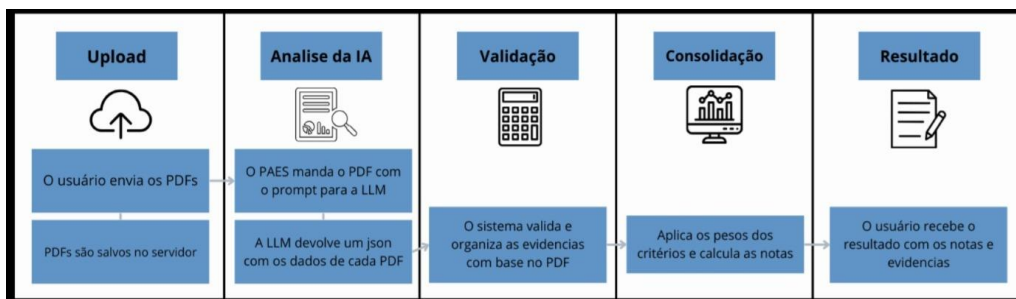 Upload
Analise da IA
Validação
Consolidação
Resultado
O usuário envia os PDFs
PDFs são salvos no servidor
O PAES manda o PDF com
o prompt para a LLM
A LLM devolve um json
com os dados de cada PDF
O sistema valida e
organiza as evidencias
com base no PDF
Aplica os pesos dos
critérios e calcula as notas
O usuário recebe o
resultado com os notas e
evidencias